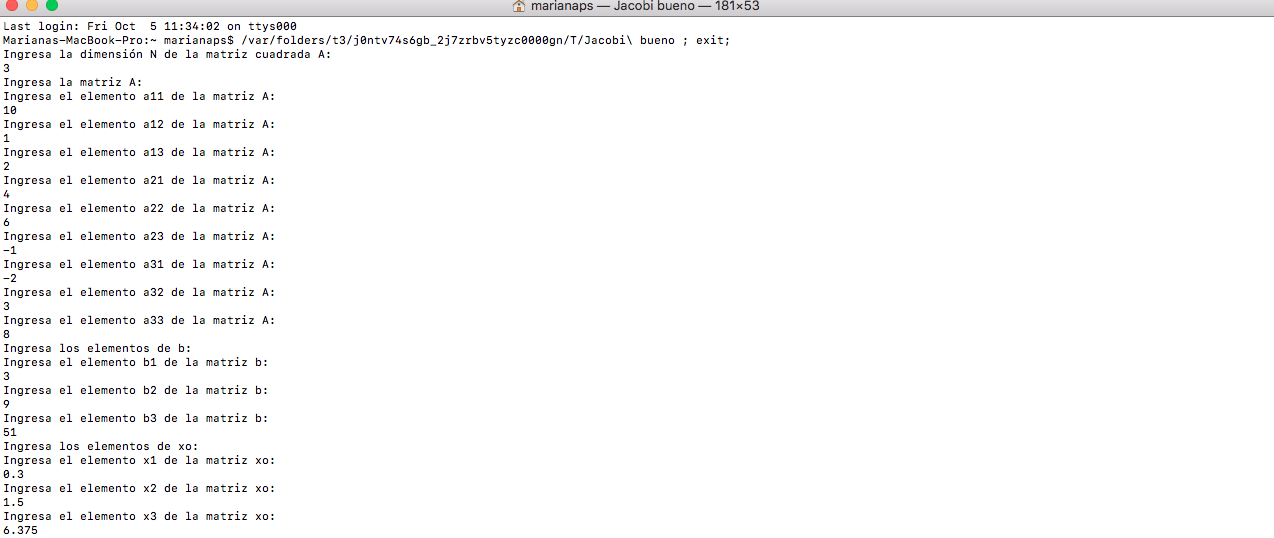 marianaps — Jacobi bueno — 181×53
Last login: Fri Oct  5 11:34:02 on ttys000
Marianas-MacBook-Pro:~ marianaps$ /var/folders/t3/j0ntv74s6gb_2j7zrbv5tyzc0000gn/T/Jacobi\ bueno ; exit;
Ingresa la dimensión N de la matriz cuadrada A:
3
Ingresa la matriz A:
Ingresa el elemento a11 de la matriz A:
10
Ingresa el elemento a12 de la matriz A:
1
Ingresa el elemento a13 de la matriz A:
2
Ingresa el elemento a21 de la matriz A:
4
Ingresa el elemento a22 de la matriz A:
6
Ingresa el elemento a23 de la matriz A:
-1
Ingresa el elemento a31 de la matriz A:
-2
Ingresa el elemento a32 de la matriz A:
3
Ingresa el elemento a33 de la matriz A:
8
Ingresa los elementos de b:
Ingresa el elemento b1 de la matriz b:
3
Ingresa el elemento b2 de la matriz b:
9
Ingresa el elemento b3 de la matriz b:
51
Ingresa los elementos de xo:
Ingresa el elemento x1 de la matriz xo:
0.3
Ingresa el elemento x2 de la matriz xo:
1.5
Ingresa el elemento x3 de la matriz xo:
6.375